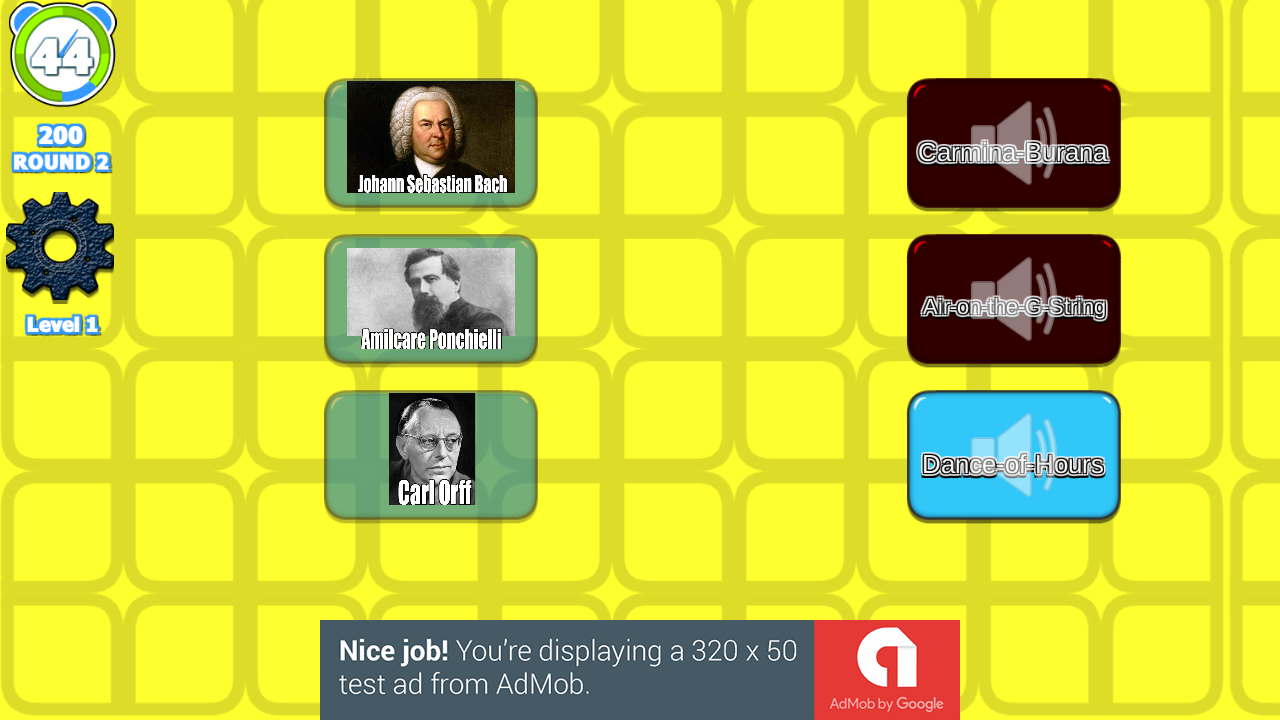 44
200
ROUND 2
Level 1
Johann Sebastian Bach
Amilcare Ponchielli
Carl Orff
Carmina-Burana
Air-on-the-G-String
Dance-of-Hours
Nice job! You're displaying a 320 x 50
test ad from AdMob.
AdMob by Google